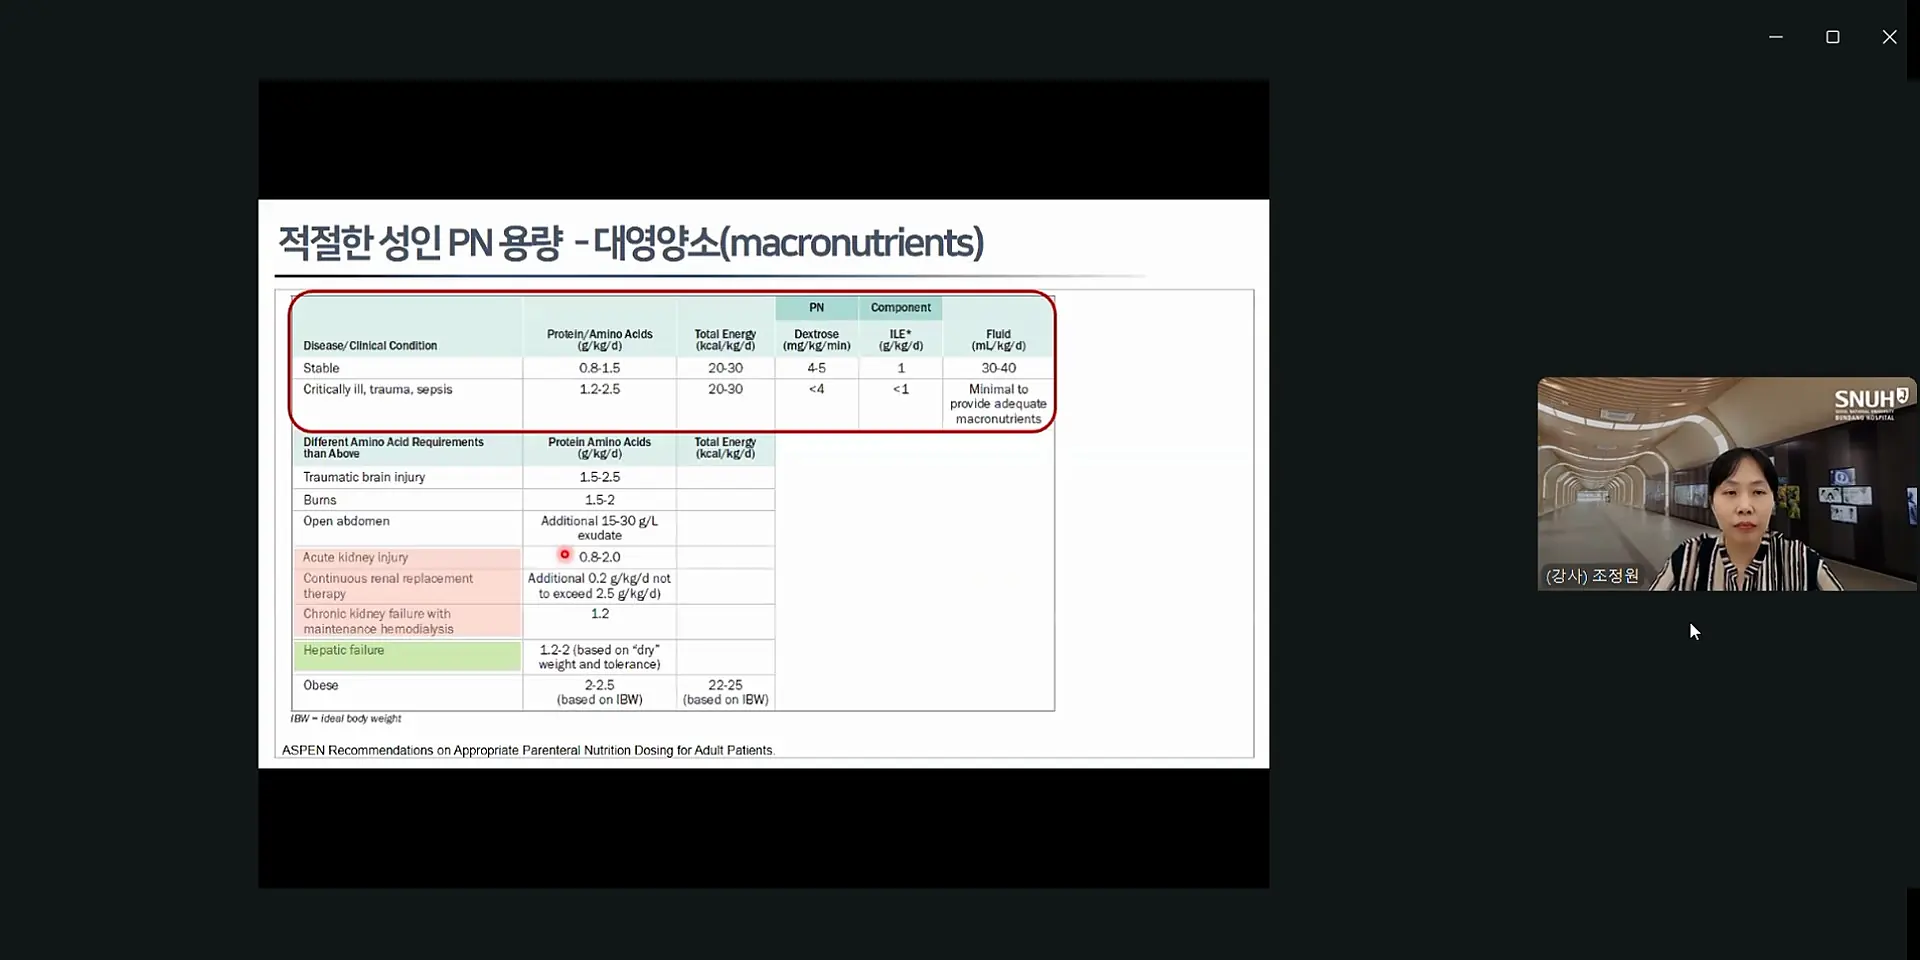 적절한 성인 PN 용량 - 대영양소(macronutrients)
PN Component
Disease/Clinical Condition
Protein/Amino Acids
(g/kg/d)
Total Energy
(kcal/kg/d)
Dextrose
(mg/kg/min)
ILE*
(g/kg/d)
Fluid
(mL/kg/d)
Stable 0.8-1.5 20-30 4-5 1 30-40
Critically ill, trauma, sepsis 1.2-2.5 20-30 <4 <1 Minimal to
provide adequate
macronutrients
Different Amino Acid Requirements
than Above
Protein Amino Acids
(g/kg/d)
Total Energy
(kcal/kg/d)
Traumatic brain injury 1.5-2.5
Burns 1.5-2
Open abdomen Additional 15-30 g/L
exudate
Acute kidney injury 0.8-2.0
Continuous renal replacement
therapy
Additional 0.2 g/kg/d not
to exceed 2.5 g/kg/d)
Chronic kidney failure with
maintenance hemodialysis
1.2
Hepatic failure 1.2-2 (based on “dry”
weight and tolerance)
Obese 2-2.5
(based on IBW)
22-25
(based on IBW)
IBW = ideal body weight
ASPEN Recommendations on Appropriate Parenteral Nutrition Dosing for Adult Patients.
SNUH
BUNDANG HOSPITAL
(강사) 조정원